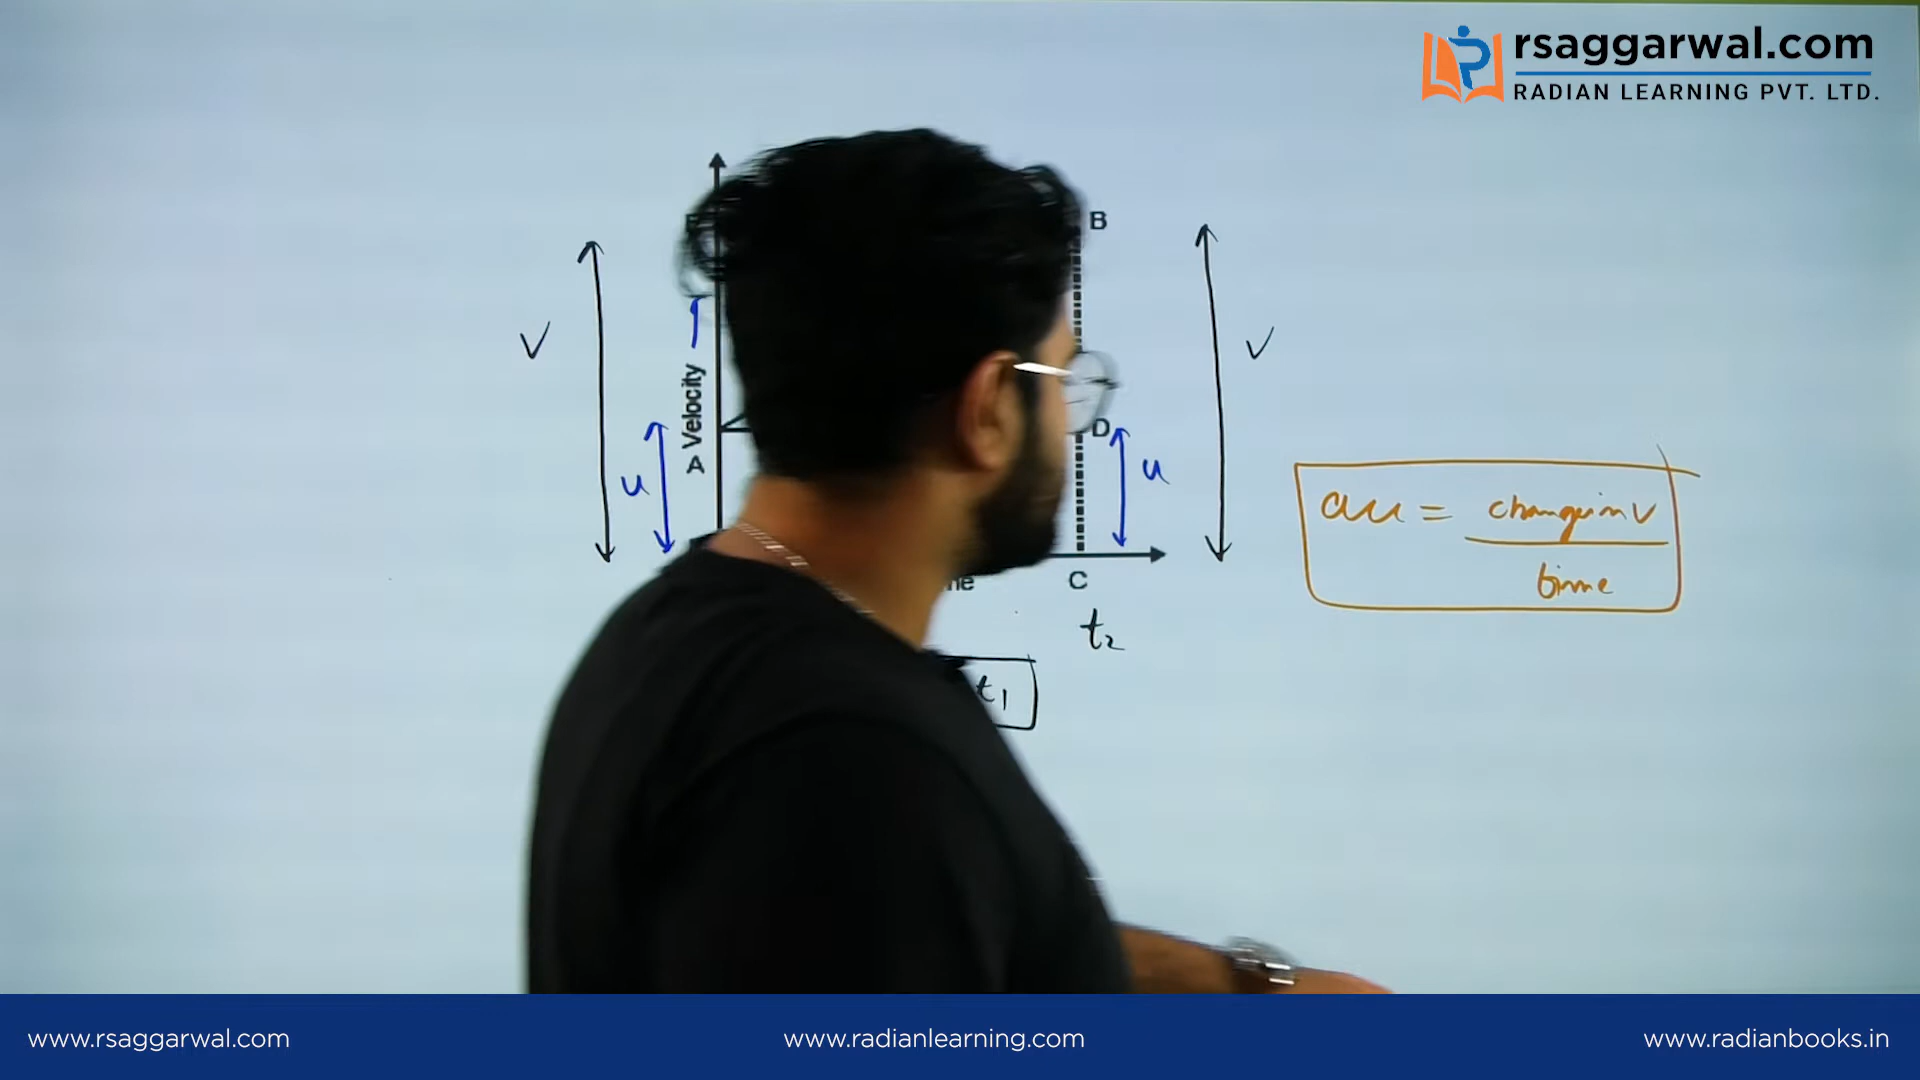 rsaggarwal.com
RADIAN LEARNING PVT. LTD.
B
V
V
Velocity
A
D
u
u
acc = change in V
time
C
t₂
t₁
www.rsaggarwal.com
www.radianlearning.com
www.radianbooks.in